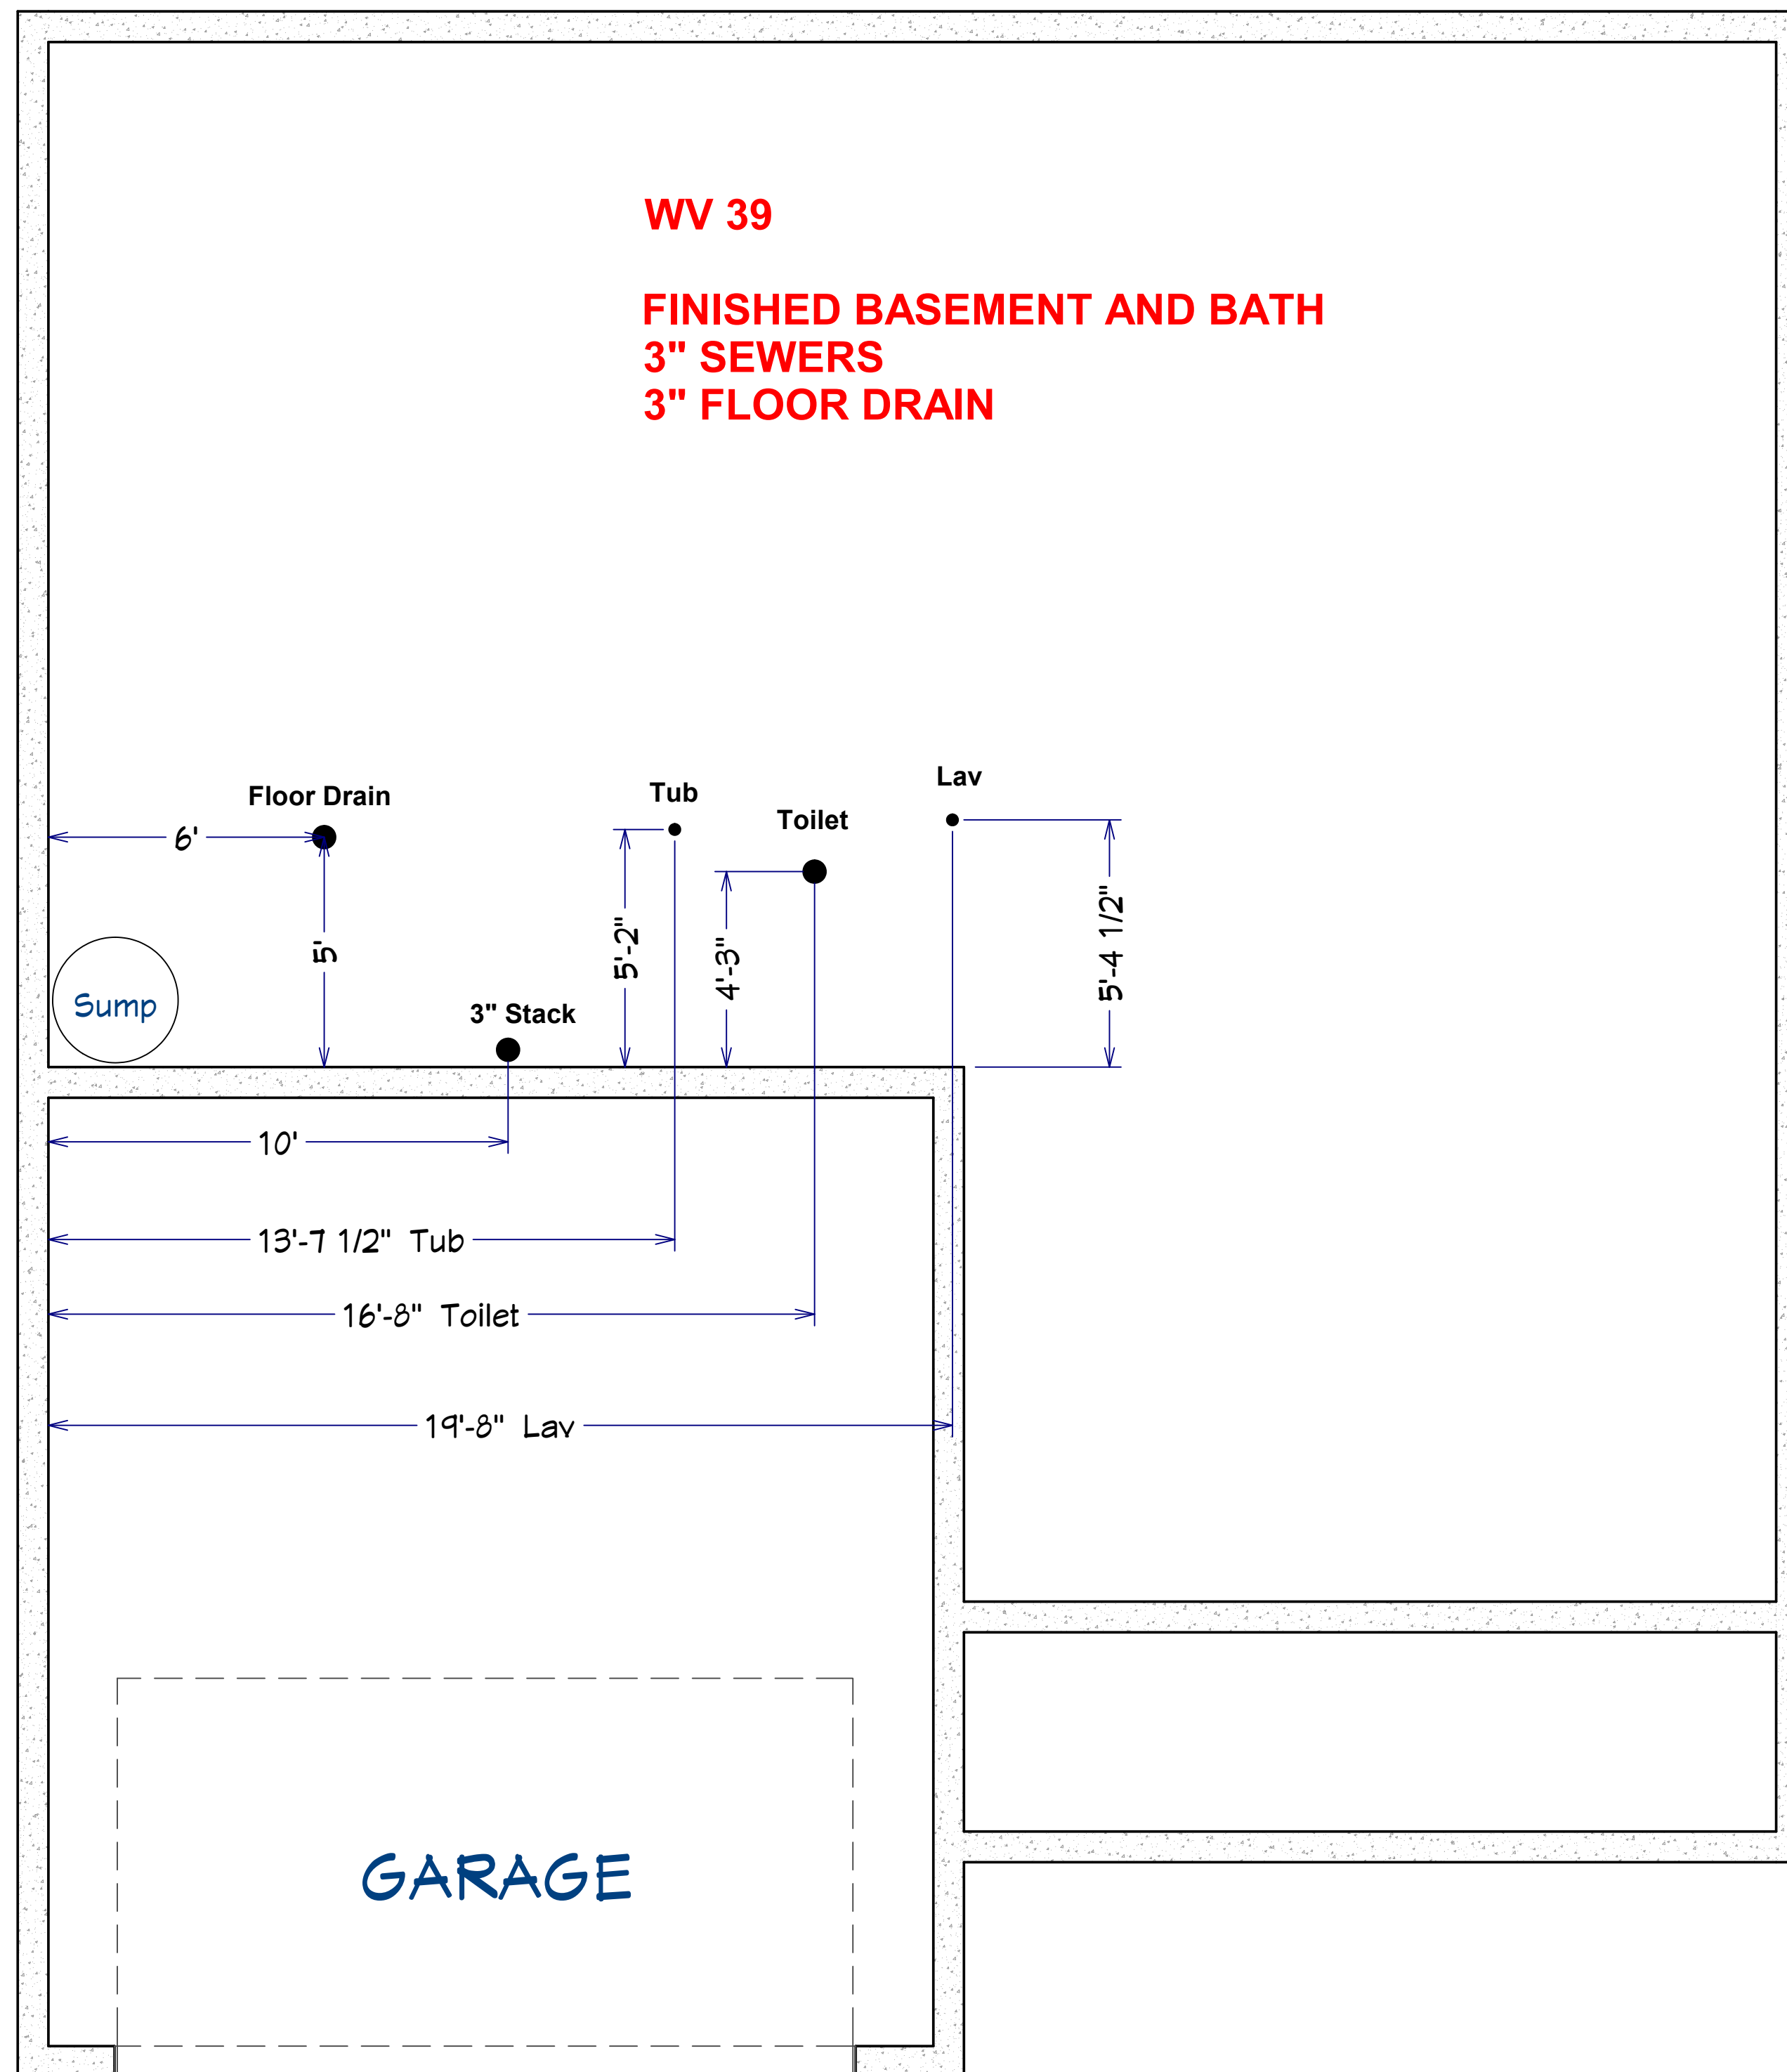 WV 39
FINISHED BASEMENT AND BATH
3" SEWERS
3" FLOOR DRAIN
Lav
Tub
Floor Drain
Toilet
6'
5'
5'-2"
4'-3"
5'-4 1/2"
Sump
3" Stack
10'
13'-7 1/2" Tub
16'-8" Toilet
19'-8" Lav
GARAGE